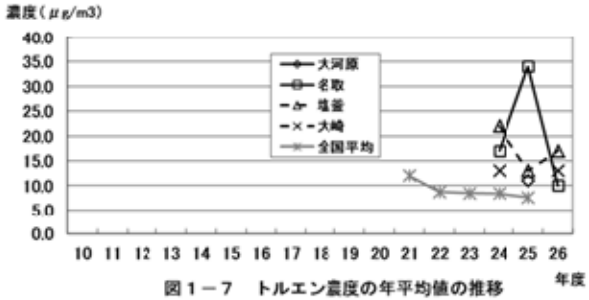 濃度(μg/m3)
40.0
35.0
30.0
25.0
20.0
15.0
10.0
5.0
0.0
大河原
名取
塩釜
大崎
全国平均
10 11 12 13 14 15 16 17 18 19 20 21 22 23 24 25 26
年度
図1-7 トルエン濃度の年平均値の推移